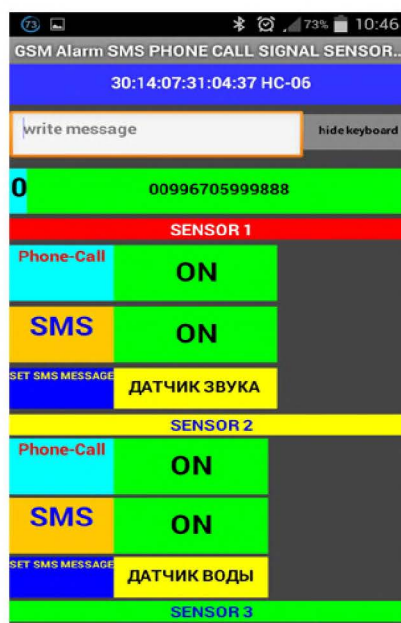 73 73% 10:46
GSM Alarm SMS PHONE CALL SIGNAL SENSOR..
30:14:07:31:04:37 HC-06
write message hide keyboard
0 00996705999888
SENSOR 1
Phone-Call ON
SMS ON
SET SMS MESSAGE ДАТЧИК ЗВУКА
SENSOR 2
Phone-Call ON
SMS ON
SET SMS MESSAGE ДАТЧИК ВОДЫ
SENSOR 3